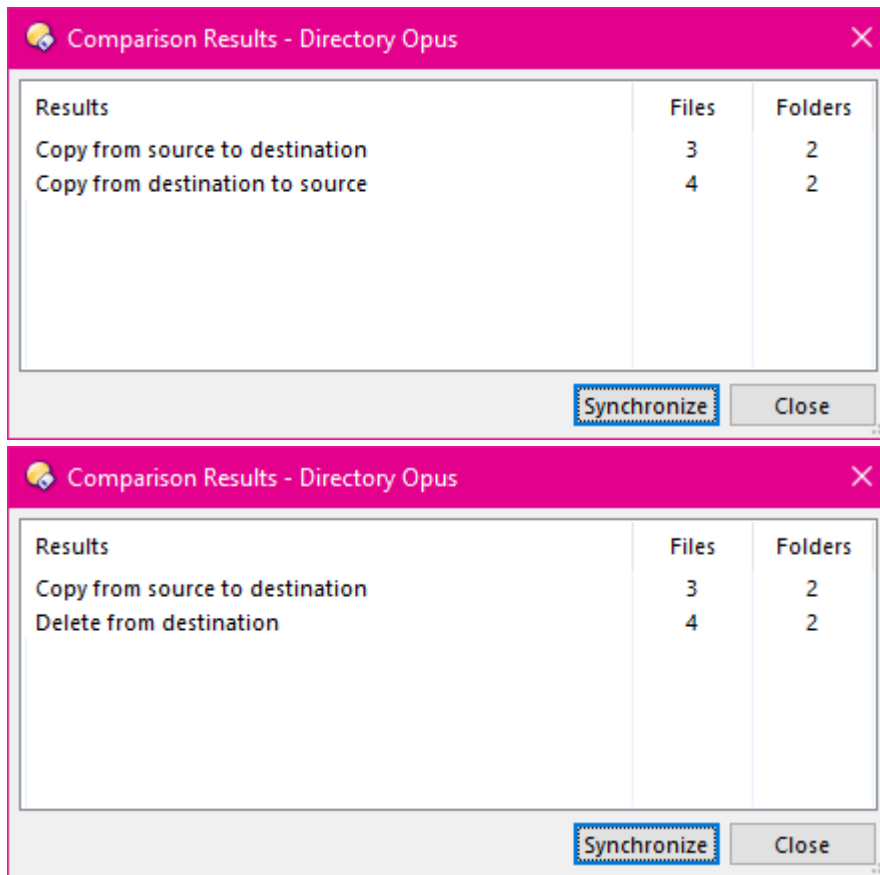 Comparison Results - Directory Opus
Results Files Folders
Copy from source to destination 3 2
Copy from destination to source 4 2
Synchronize Close
Comparison Results - Directory Opus
Results Files Folders
Copy from source to destination 3 2
Delete from destination 4 2
Synchronize Close